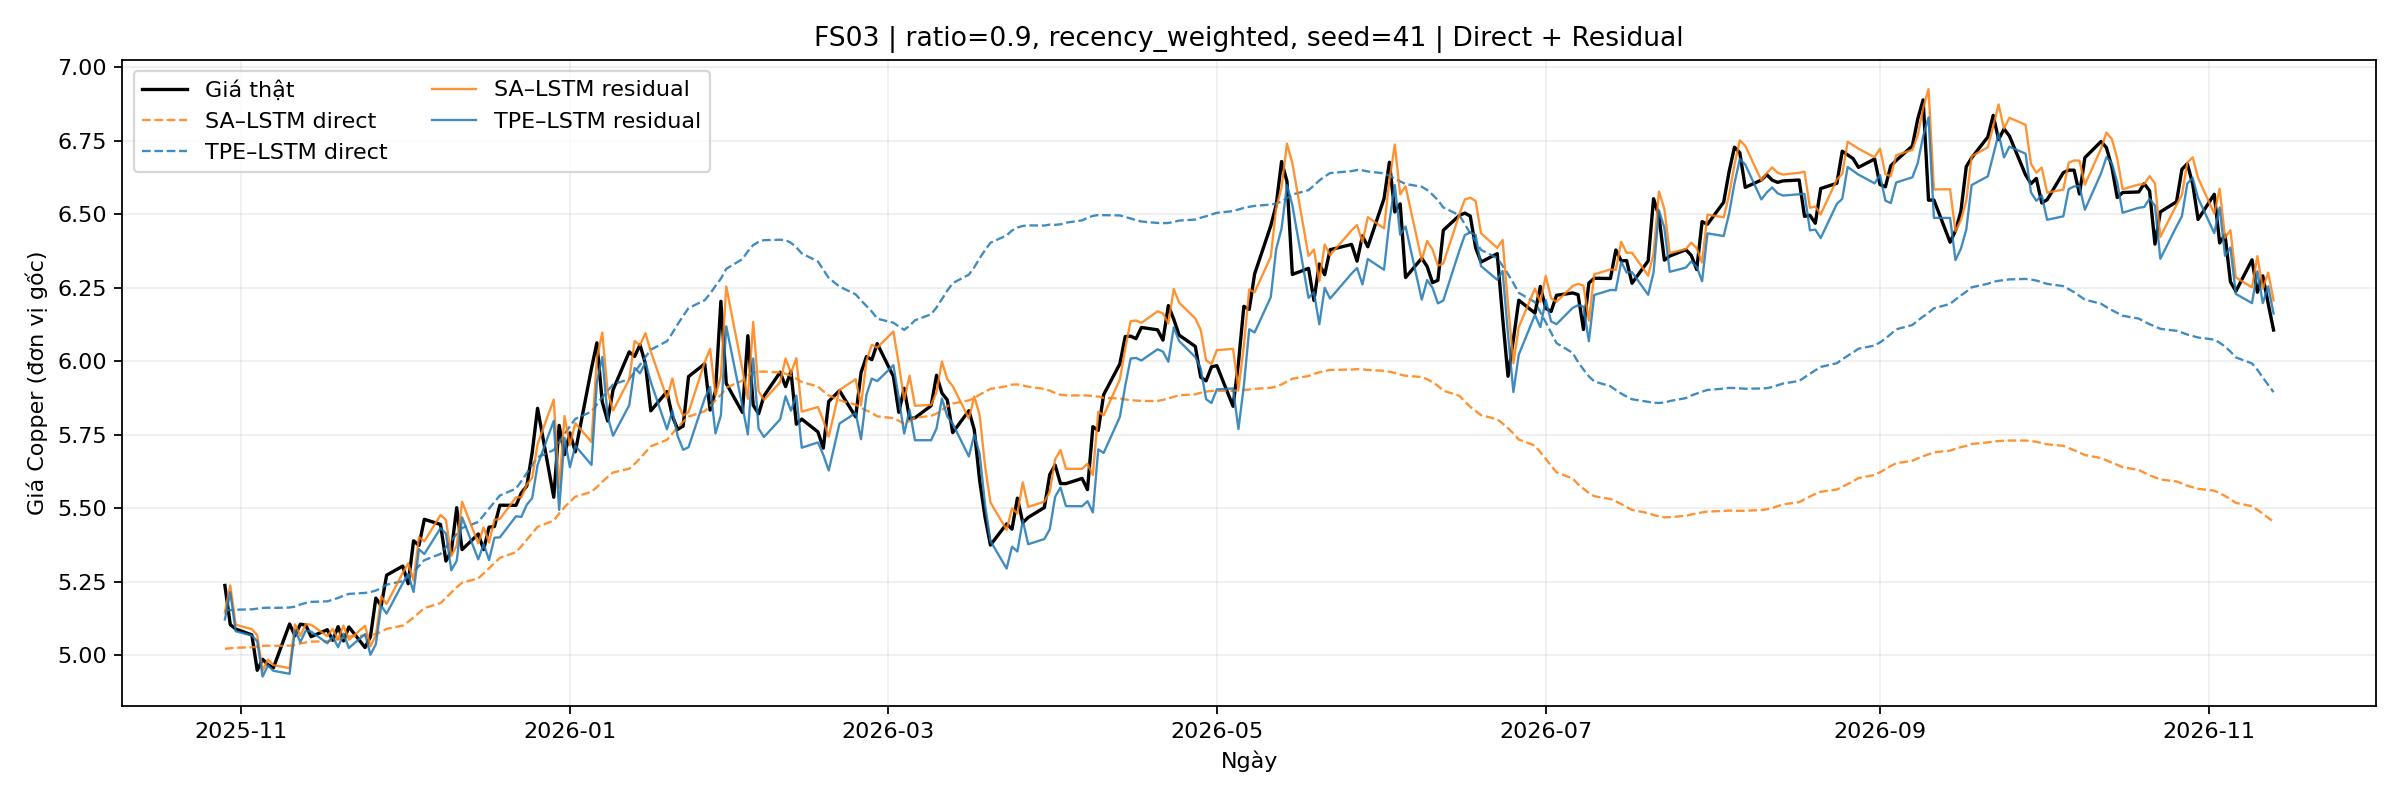 FS03 | ratio=0.9, recency_weighted, seed=41 | Direct + Residual
Giá thật
SA–LSTM direct
TPE–LSTM direct
SA–LSTM residual
TPE–LSTM residual
Giá Copper (đơn vị gốc)
7.00
6.75
6.50
6.25
6.00
5.75
5.50
5.25
5.00
2025-11
2026-01
2026-03
2026-05
2026-07
2026-09
2026-11
Ngày